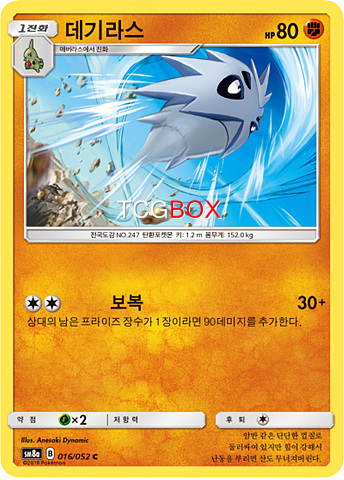 1진화
데기라스
HP 80
애버라스에서 진화
TCGBOX
전국도감 NO.247 탄환포켓몬 키: 1.2 m 몸무게: 152.0 kg
보복 30+
상대의 남은 프라이즈 장수가 1장이라면 90데미지를 추가한다.
약점 ×2 저항력 후퇴
Illus. Anesaki Dynamic
SM8a B 016/052 C
©2018 Pokémon
암반 같은 단단한 껍질로
둘러싸여 있지만 힘이 강해서
난동을 부리면 산도 무너져버린다.